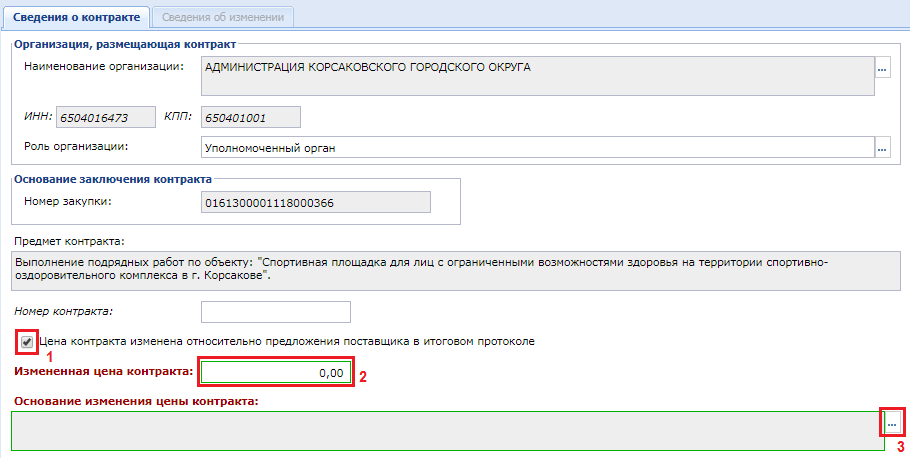 Сведения о контракте Сведения об изменении
Организация, размещающая контракт
Наименование организации: АДМИНИСТРАЦИЯ КОРСАКОВСКОГО ГОРОДСКОГО ОКРУГА ...
ИНН: 6504016473 КПП: 650401001
Роль организации: Уполномоченный орган ...
Основание заключения контракта
Номер закупки: 0161300001118000366
Предмет контракта:
Выполнение подрядных работ по объекту: "Спортивная площадка для лиц с ограниченными возможностями здоровья на территории спортивно-
оздоровительного комплекса в г. Корсакове".
Номер контракта:
Цена контракта изменена относительно предложения поставщика в итоговом протоколе
1
Измененная цена контракта: 0,00 2
Основание изменения цены контракта:
...
3